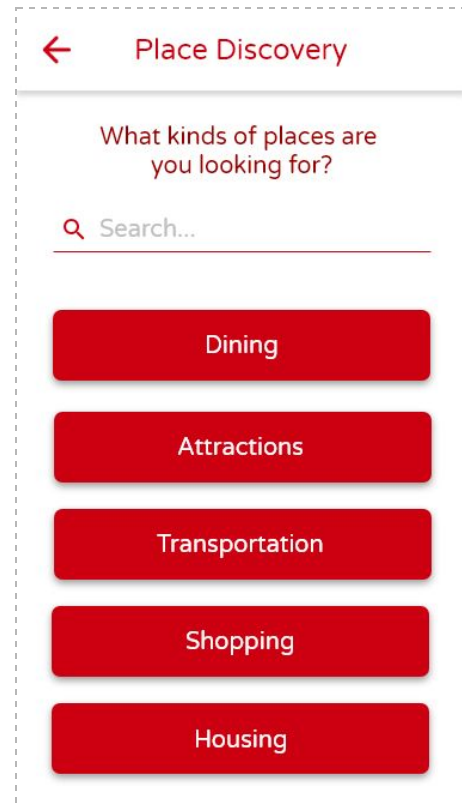 Place Discovery
What kinds of places are
you looking for?
Search...
Dining
Attractions
Transportation
Shopping
Housing